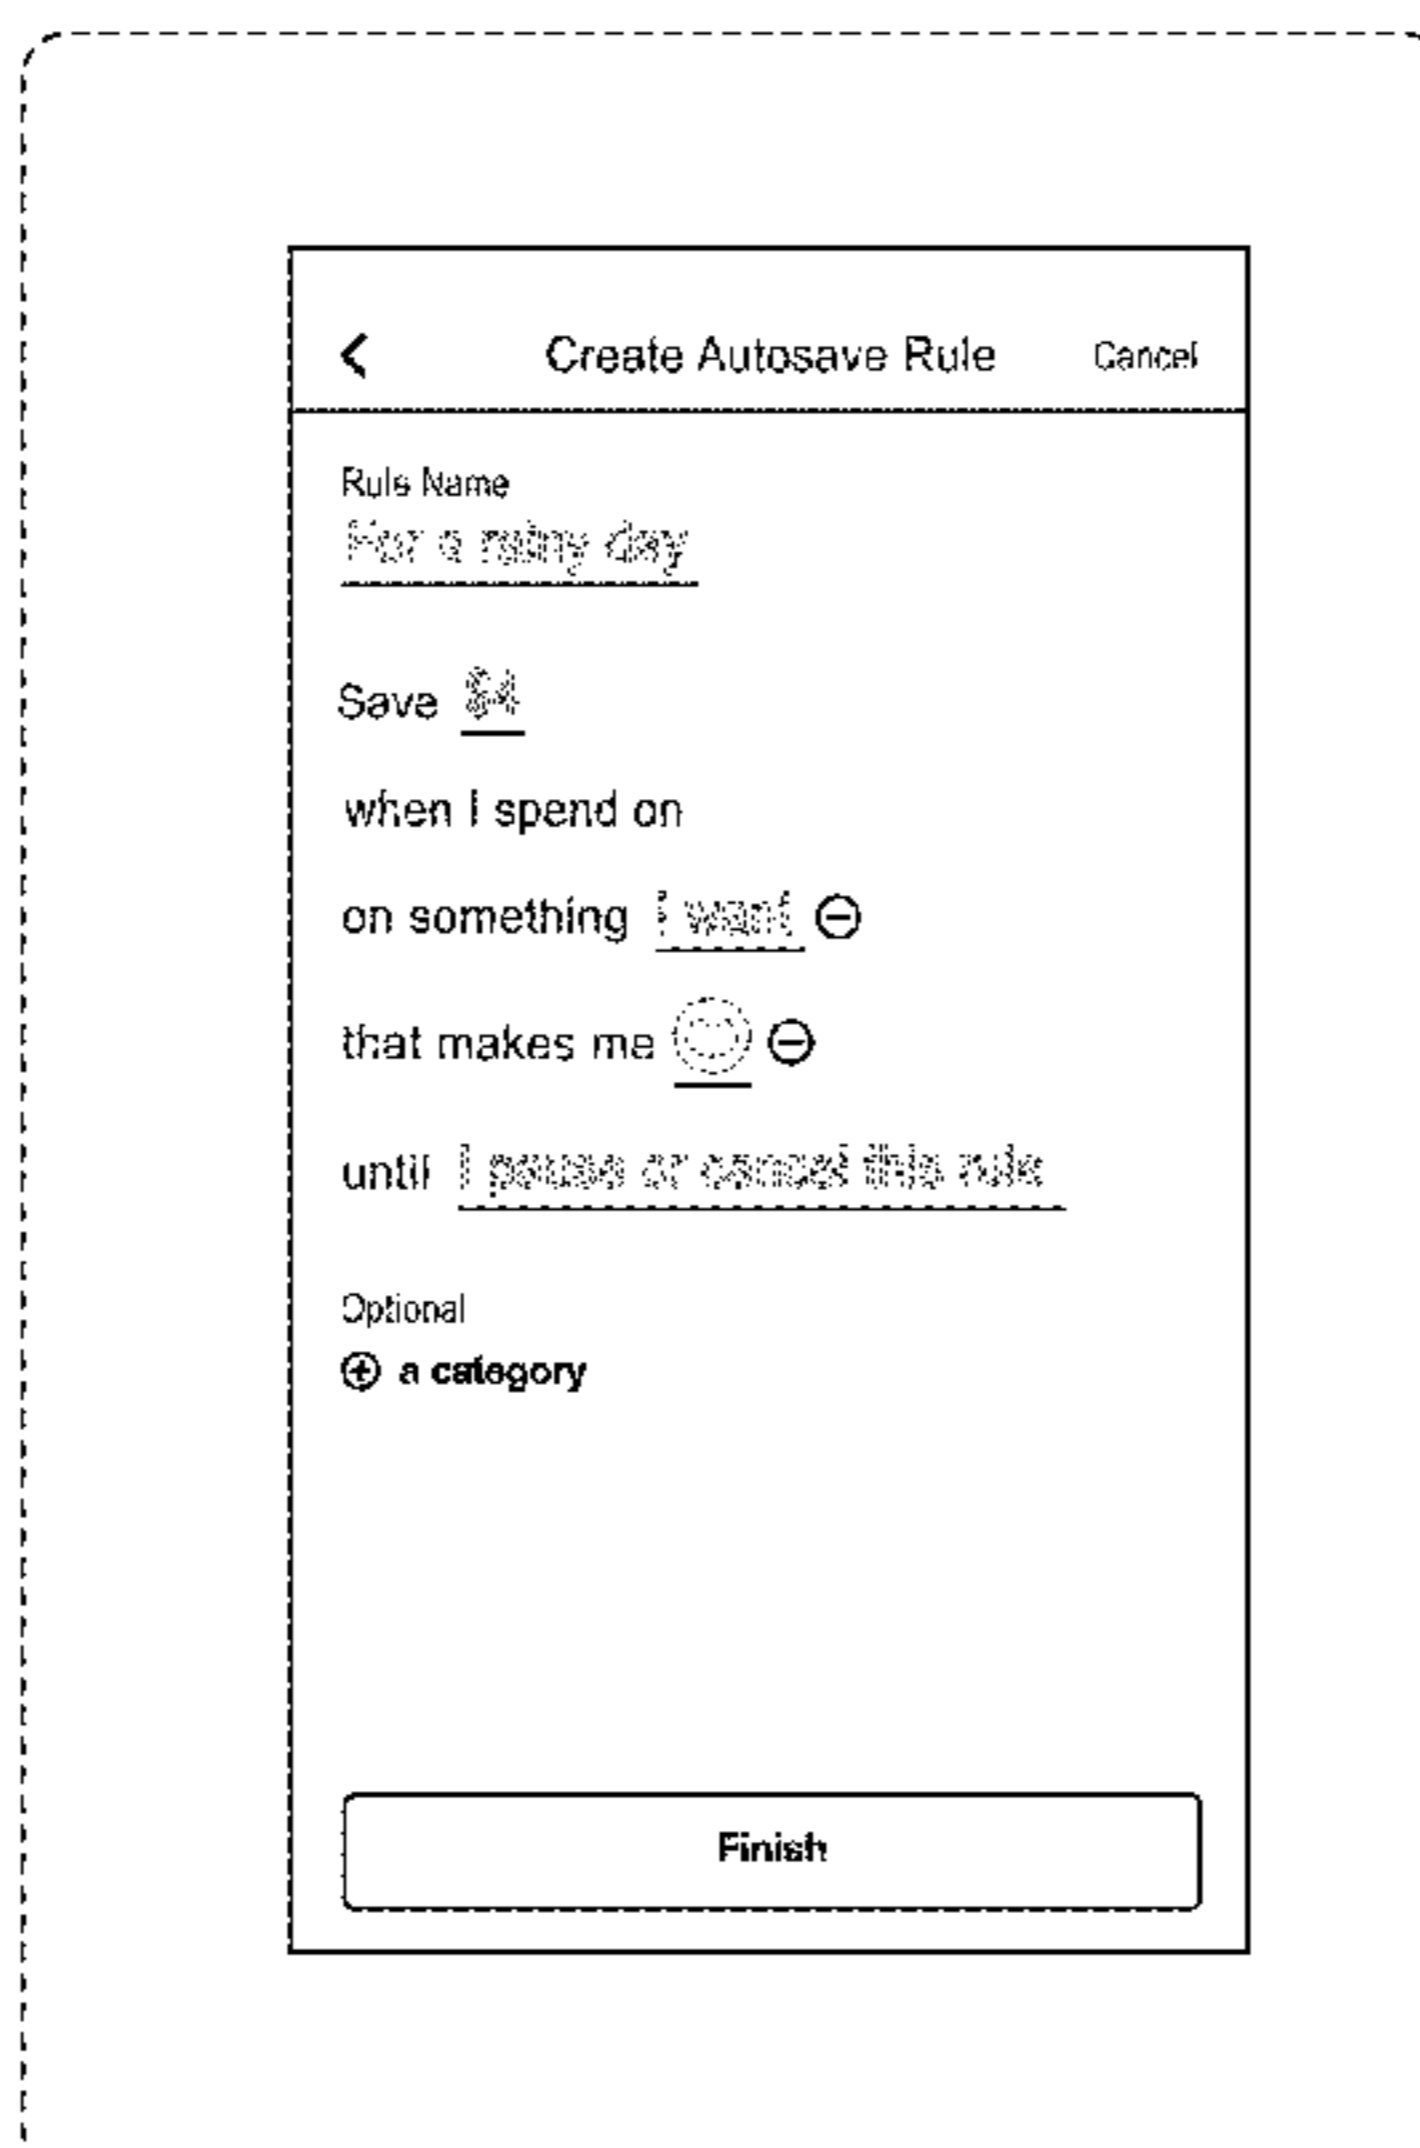 Create Autosave Rule Cancel
Rule Name
For a rainy day
Save $4
when I spend on
on something I want
that makes me
until I pause or cancel this rule
Optional
a category
Finish